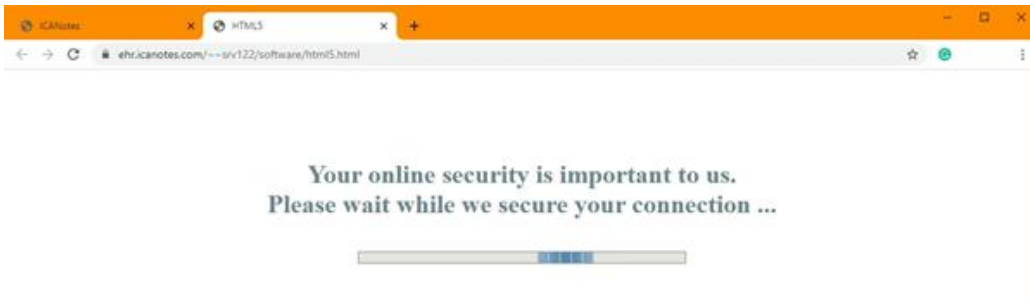 ICANotes
HTML5
ehr.icanotes.com/~~srv122/software/html5.html
Your online security is important to us.
Please wait while we secure your connection ...